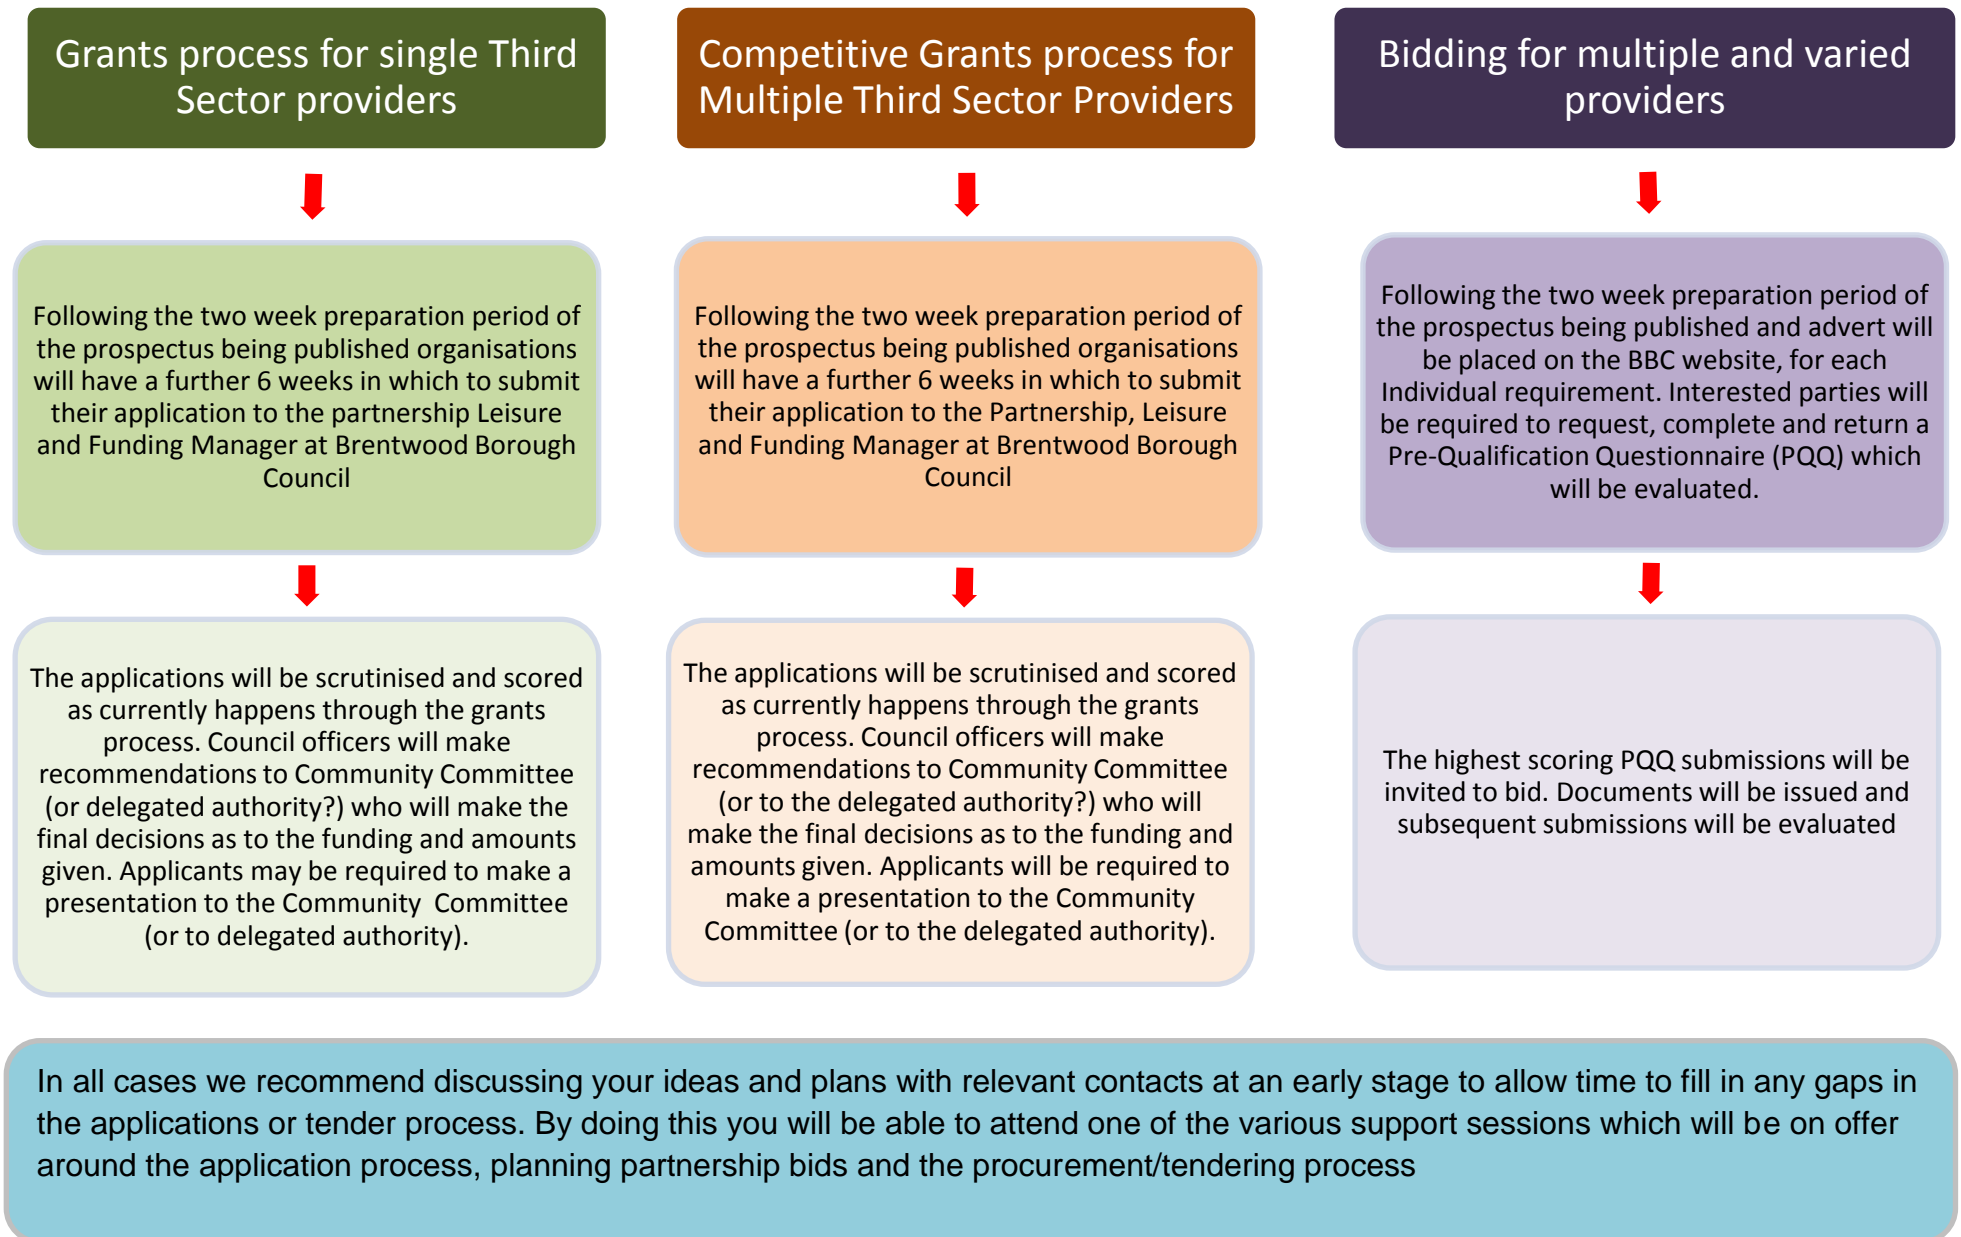 Grants process for single Third
Sector providers
Following the two week preparation period of
the prospectus being published organisations
will have a further 6 weeks in which to submit
their application to the partnership Leisure
and Funding Manager at Brentwood Borough
Council
The applications will be scrutinised and scored
as currently happens through the grants
process. Council officers will make
recommendations to Community Committee
(or delegated authority?) who will make the
final decisions as to the funding and amounts
given. Applicants may be required to make a
presentation to the Community Committee
(or to delegated authority).
Competitive Grants process for
Multiple Third Sector Providers
Following the two week preparation period of
the prospectus being published organisations
will have a further 6 weeks in which to submit
their application to the Partnership, Leisure
and Funding Manager at Brentwood Borough
Council
The applications will be scrutinised and scored
as currently happens through the grants
process. Council officers will make
recommendations to Community Committee
(or to the delegated authority?) who will
make the final decisions as to the funding and
amounts given. Applicants will be required to
make a presentation to the Community
Committee (or to the delegated authority).
Bidding for multiple and varied
providers
Following the two week preparation period of
the prospectus being published and advert will
be placed on the BBC website, for each
Individual requirement. Interested parties will
be required to request, complete and return a
Pre-Qualification Questionnaire (PQQ) which
will be evaluated.
The highest scoring PQQ submissions will be
invited to bid. Documents will be issued and
subsequent submissions will be evaluated
In all cases we recommend discussing your ideas and plans with relevant contacts at an early stage to allow time to fill in any gaps in
the applications or tender process. By doing this you will be able to attend one of the various support sessions which will be on offer
around the application process, planning partnership bids and the procurement/tendering process